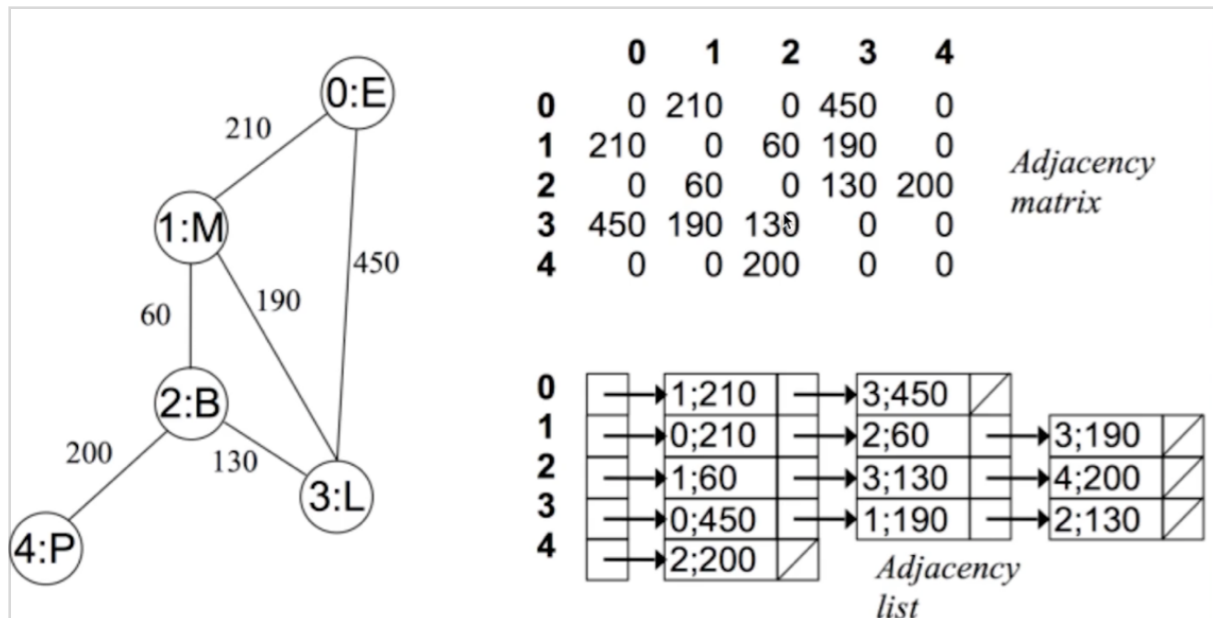 0:E
210
1:M
450
190
60
2:B
200
130
3:L
4:P
0 1 2 3 4
0 0 210 0 450 0
1 210 0 60 190 0
2 0 60 0 130 200
3 450 190 130 0 0
4 0 0 200 0 0
Adjacency
matrix
0 1;210 3;450
1 0;210 2;60 3;190
2 1;60 3;130 4;200
3 0;450 1;190 2;130
4 2;200
Adjacency
list